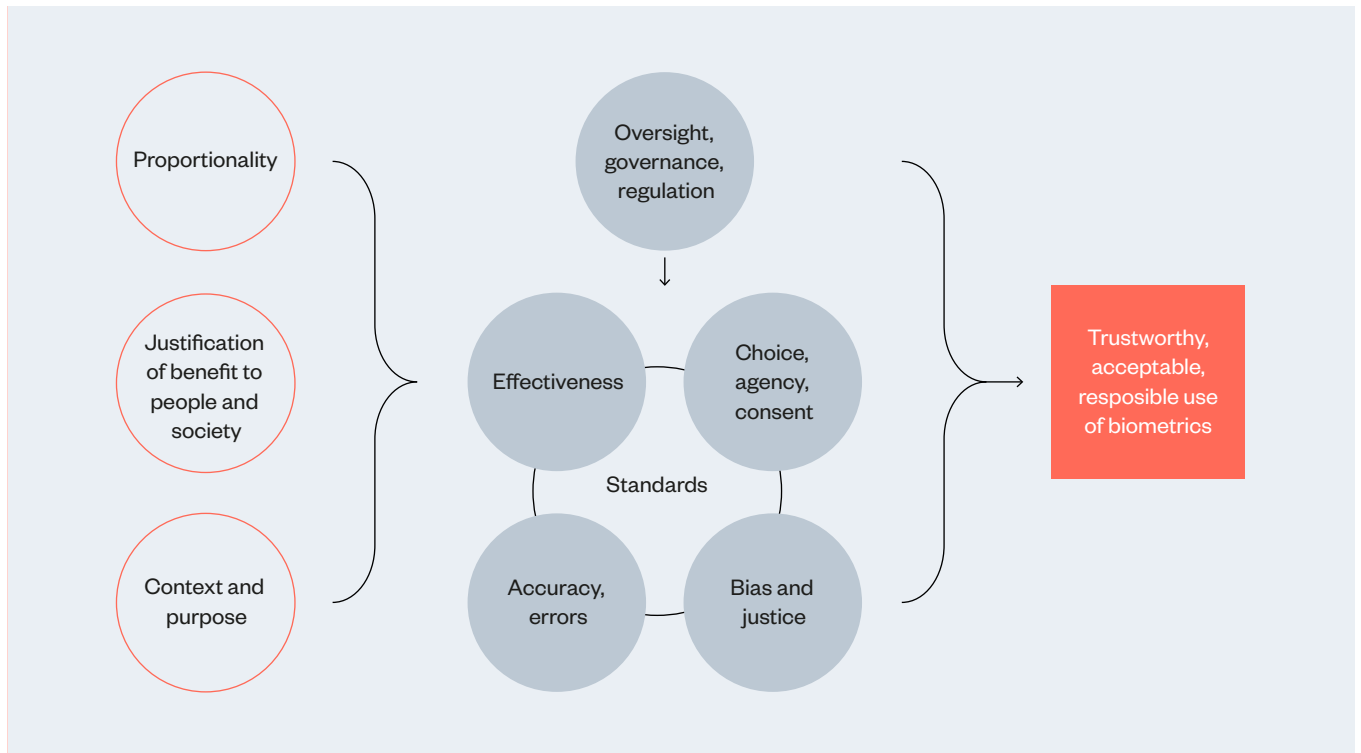 Proportionality
Justification
of benefit to
people and
society
Context and
purpose
Oversight,
governance,
regulation
Effectiveness
Choice,
agency,
consent
Standards
Accuracy,
errors
Bias and
justice
Trustworthy,
acceptable,
resposible use
of biometrics